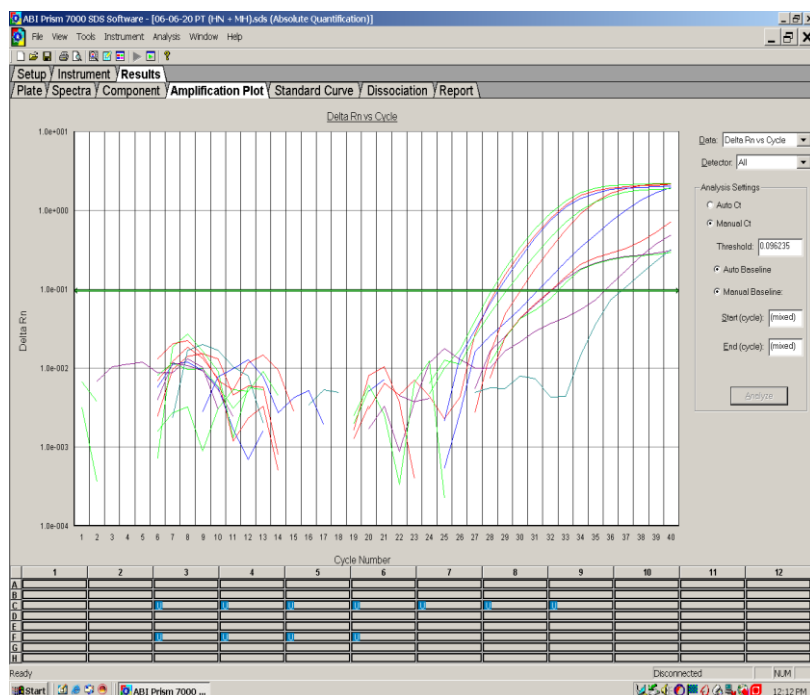 ABI Prism 7000 SDS Software - [06-06-20 PT (HN + MH).sds (Absolute Quantification)]
File View Tools Instrument Analysis Window Help
Setup Instrument Results
Plate Spectra Component Amplification Plot Standard Curve Dissociation Report
Delta Rn vs Cycle
Data: Delta Rn vs Cycle
Detector: All
Analysis Settings
Auto Ct
Manual Ct
Threshold: 0.096235
Auto Baseline
Manual Baseline:
Start (cycle): (mixed)
End (cycle): (mixed)
Analyze
Delta Rn
1.0e+001
1.0e+000
1.0e-001
1.0e-002
1.0e-003
1.0e-004
1 2 3 4 5 6 7 8 9 10 11 12 13 14 15 16 17 18 19 20 21 22 23 24 25 26 27 28 29 30 31 32 33 34 35 36 37 38 39 40
Cycle Number
1 2 3 4 5 6 7 8 9 10 11 12
A
B
C U U U U U U U
D
E
F U U U U
G
H
Ready Disconnected NUM
Start ABI Prism 7000 ... 12:12 PM